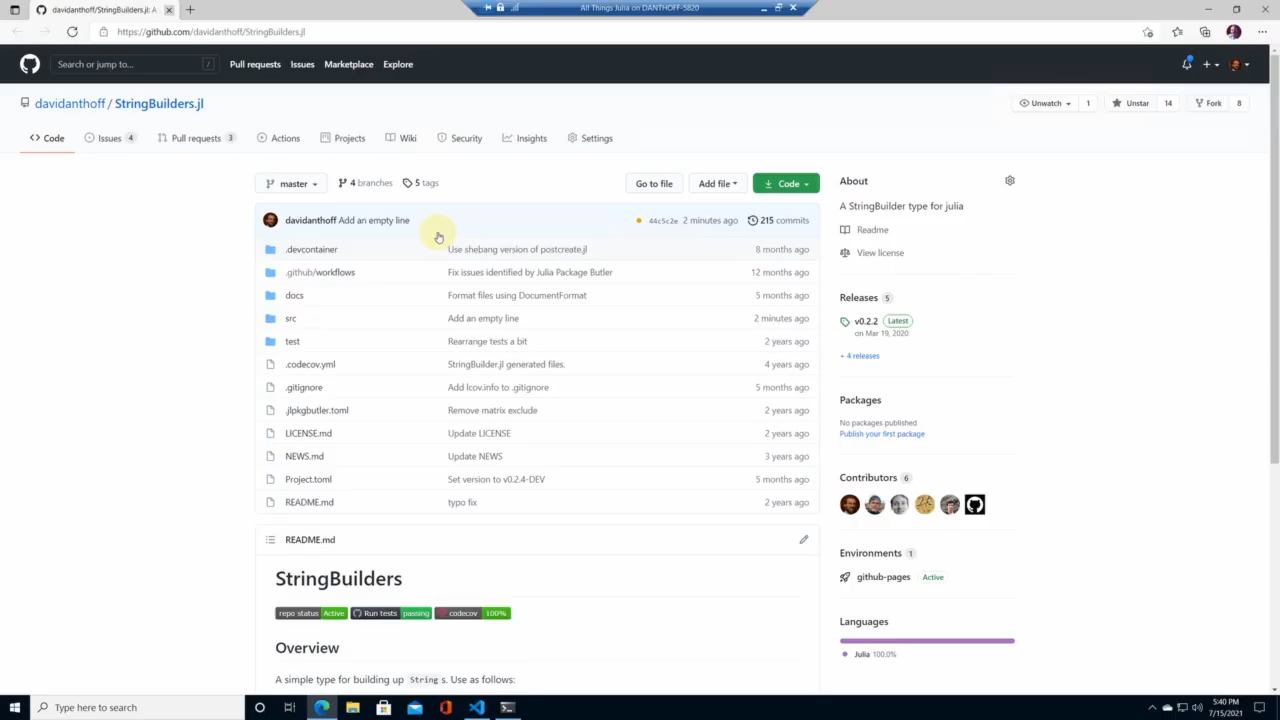 davidanthoff/StringBuilders.jl: A
All Things Julia on DANTHOFF-5820
https://github.com/davidanthoff/StringBuilders.jl
Search or jump to...
/
Pull requests
Issues
Marketplace
Explore
davidanthoff / StringBuilders.jl
Unwatch 1
Unstar 14
Fork 8
Code
Issues 4
Pull requests 3
Actions
Projects
Wiki
Security
Insights
Settings
master
4 branches
5 tags
Go to file
Add file
Code
davidanthoff Add an empty line
44c5c2e 2 minutes ago
215 commits
.devcontainer Use shebang version of postcreate.jl 8 months ago
.github/workflows Fix issues identified by Julia Package Butler 12 months ago
docs Format files using DocumentFormat 5 months ago
src Add an empty line 2 minutes ago
test Rearrange tests a bit 2 years ago
.codecov.yml StringBuilder.jl generated files. 4 years ago
.gitignore Add lcov.info to .gitignore 5 months ago
.jlpkgbutler.toml Remove matrix exclude 2 years ago
LICENSE.md Update LICENSE 2 years ago
NEWS.md Update NEWS 3 years ago
Project.toml Set version to v0.2.4-DEV 5 months ago
README.md typo fix 2 years ago
README.md
StringBuilders
repo status Active Run tests passing codecov 100%
Overview
A simple type for building up String s. Use as follows:
About
A StringBuilder type for julia
Readme
View license
Releases 5
v0.2.2 Latest
on Mar 19, 2020
+ 4 releases
Packages
No packages published
Publish your first package
Contributors 6
Environments 1
github-pages Active
Languages
Julia 100.0%
Type here to search
5:40 PM
7/15/2021